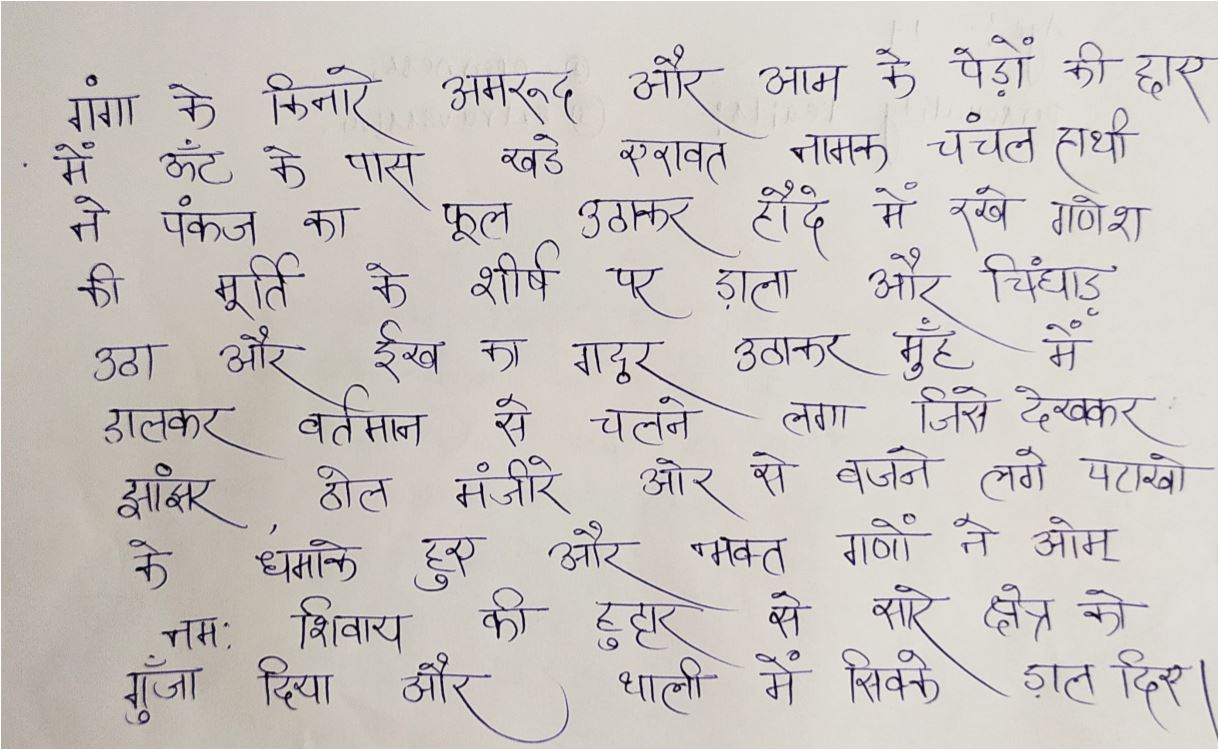 गंगा के किनारे अमरूद और आम के पेड़ों की छाए
में ऊँट के पास खडे एरावत नामक चंचल हाथी
ने पंकज का फूल उठाकर हौदे में रखे गणेश
की मूर्ति के शीर्ष पर ड़ाला और चिंघाड़
उठा और ईख का गट्ठर उठाकर मुँह में
डालकर वर्तमान से चलने लगा जिसे देखकर
झांझर, ढोल मंजीरे ओर से बजने लगे पटाखो
के धमाके हुए और भक्त गणों ने ओम्
नमः शिवाय की से सारे क्षेत्र को
गुँजा दिया और थाली में सिक्के ड़ाल दिए।